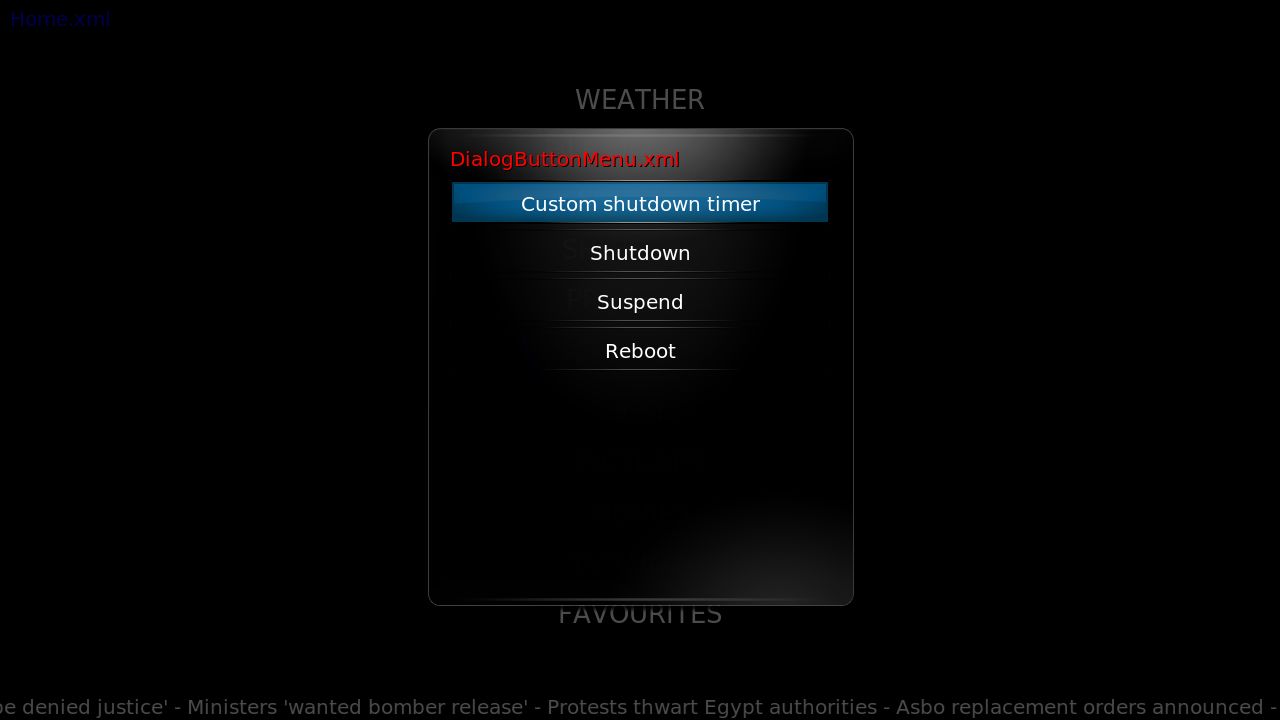 Home.xml
WEATHER
DialogButtonMenu.xml
Custom shutdown timer
Shutdown
Suspend
Reboot
FAVOURITES
be denied justice' - Ministers 'wanted bomber release' - Protests thwart Egypt authorities - Asbo replacement orders announced -